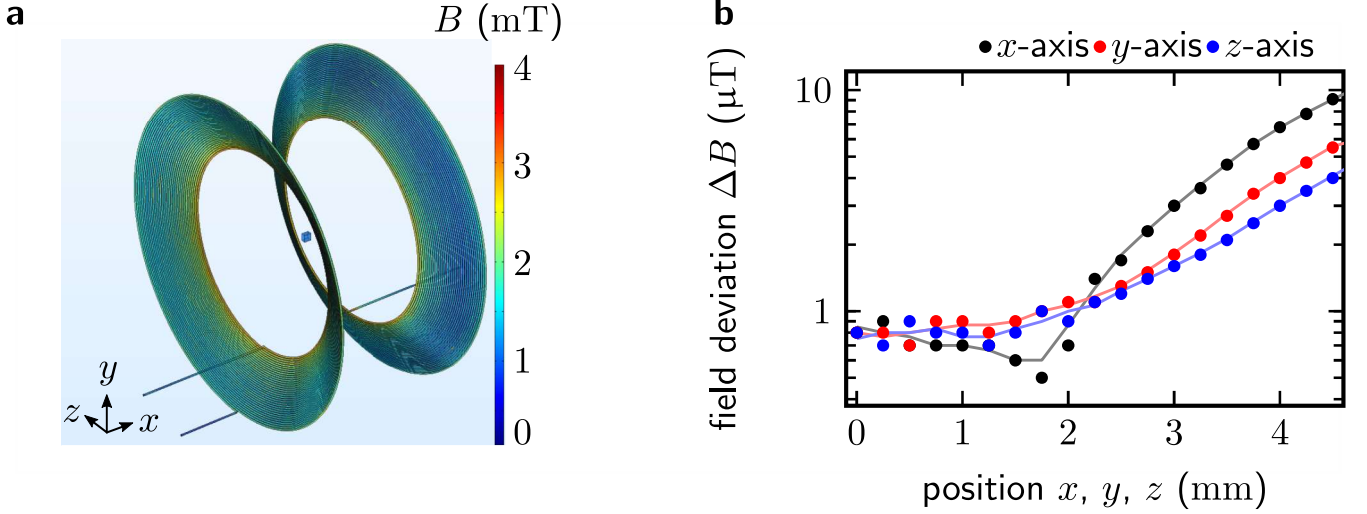 a
B (mT)
4
3
2
1
0
y
z
x
b
x-axis y-axis z-axis
field deviation ΔB (μT)
10
1
0 1 2 3 4
position x, y, z (mm)